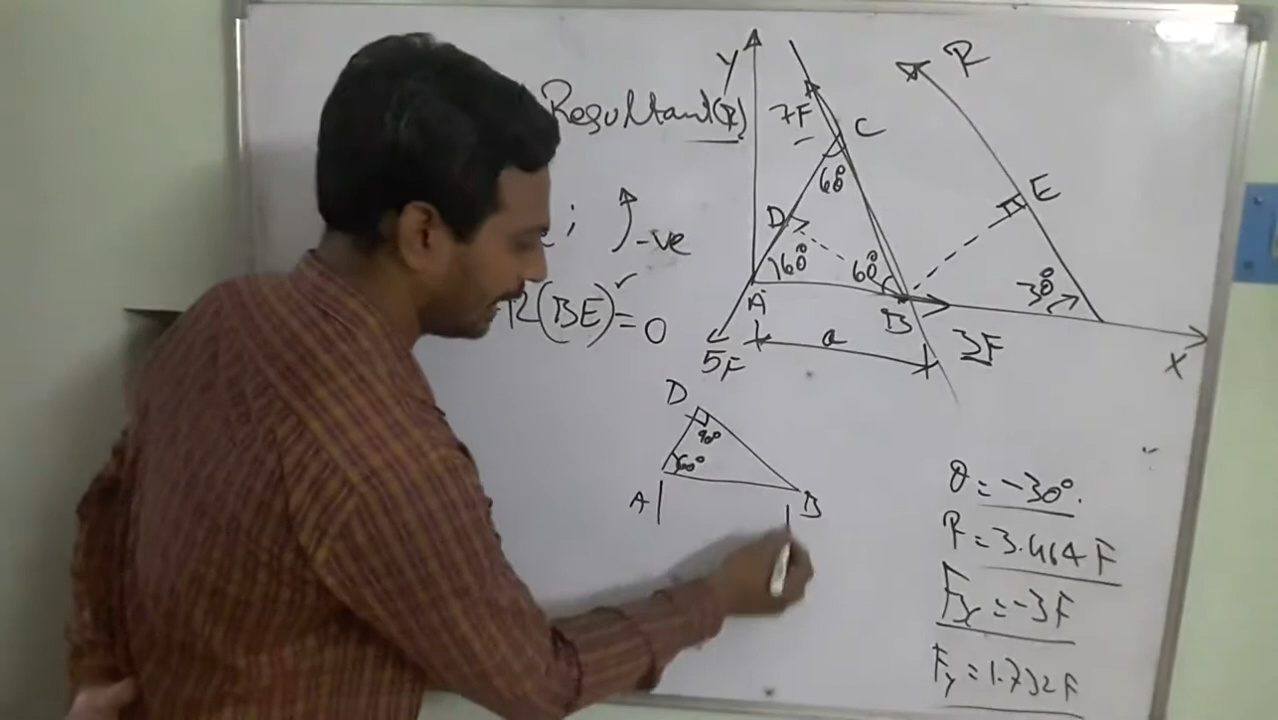 Resultant(R)
; -ve
R(BE)=0
Y
7F
C
60°
D
60°
60°
A
B
5F
a
3F
R
E
30°
X
D
90°
60°
A
B
θ = -30°.
R = 3.464 F
Fx = -3F
Fy = 1.732F